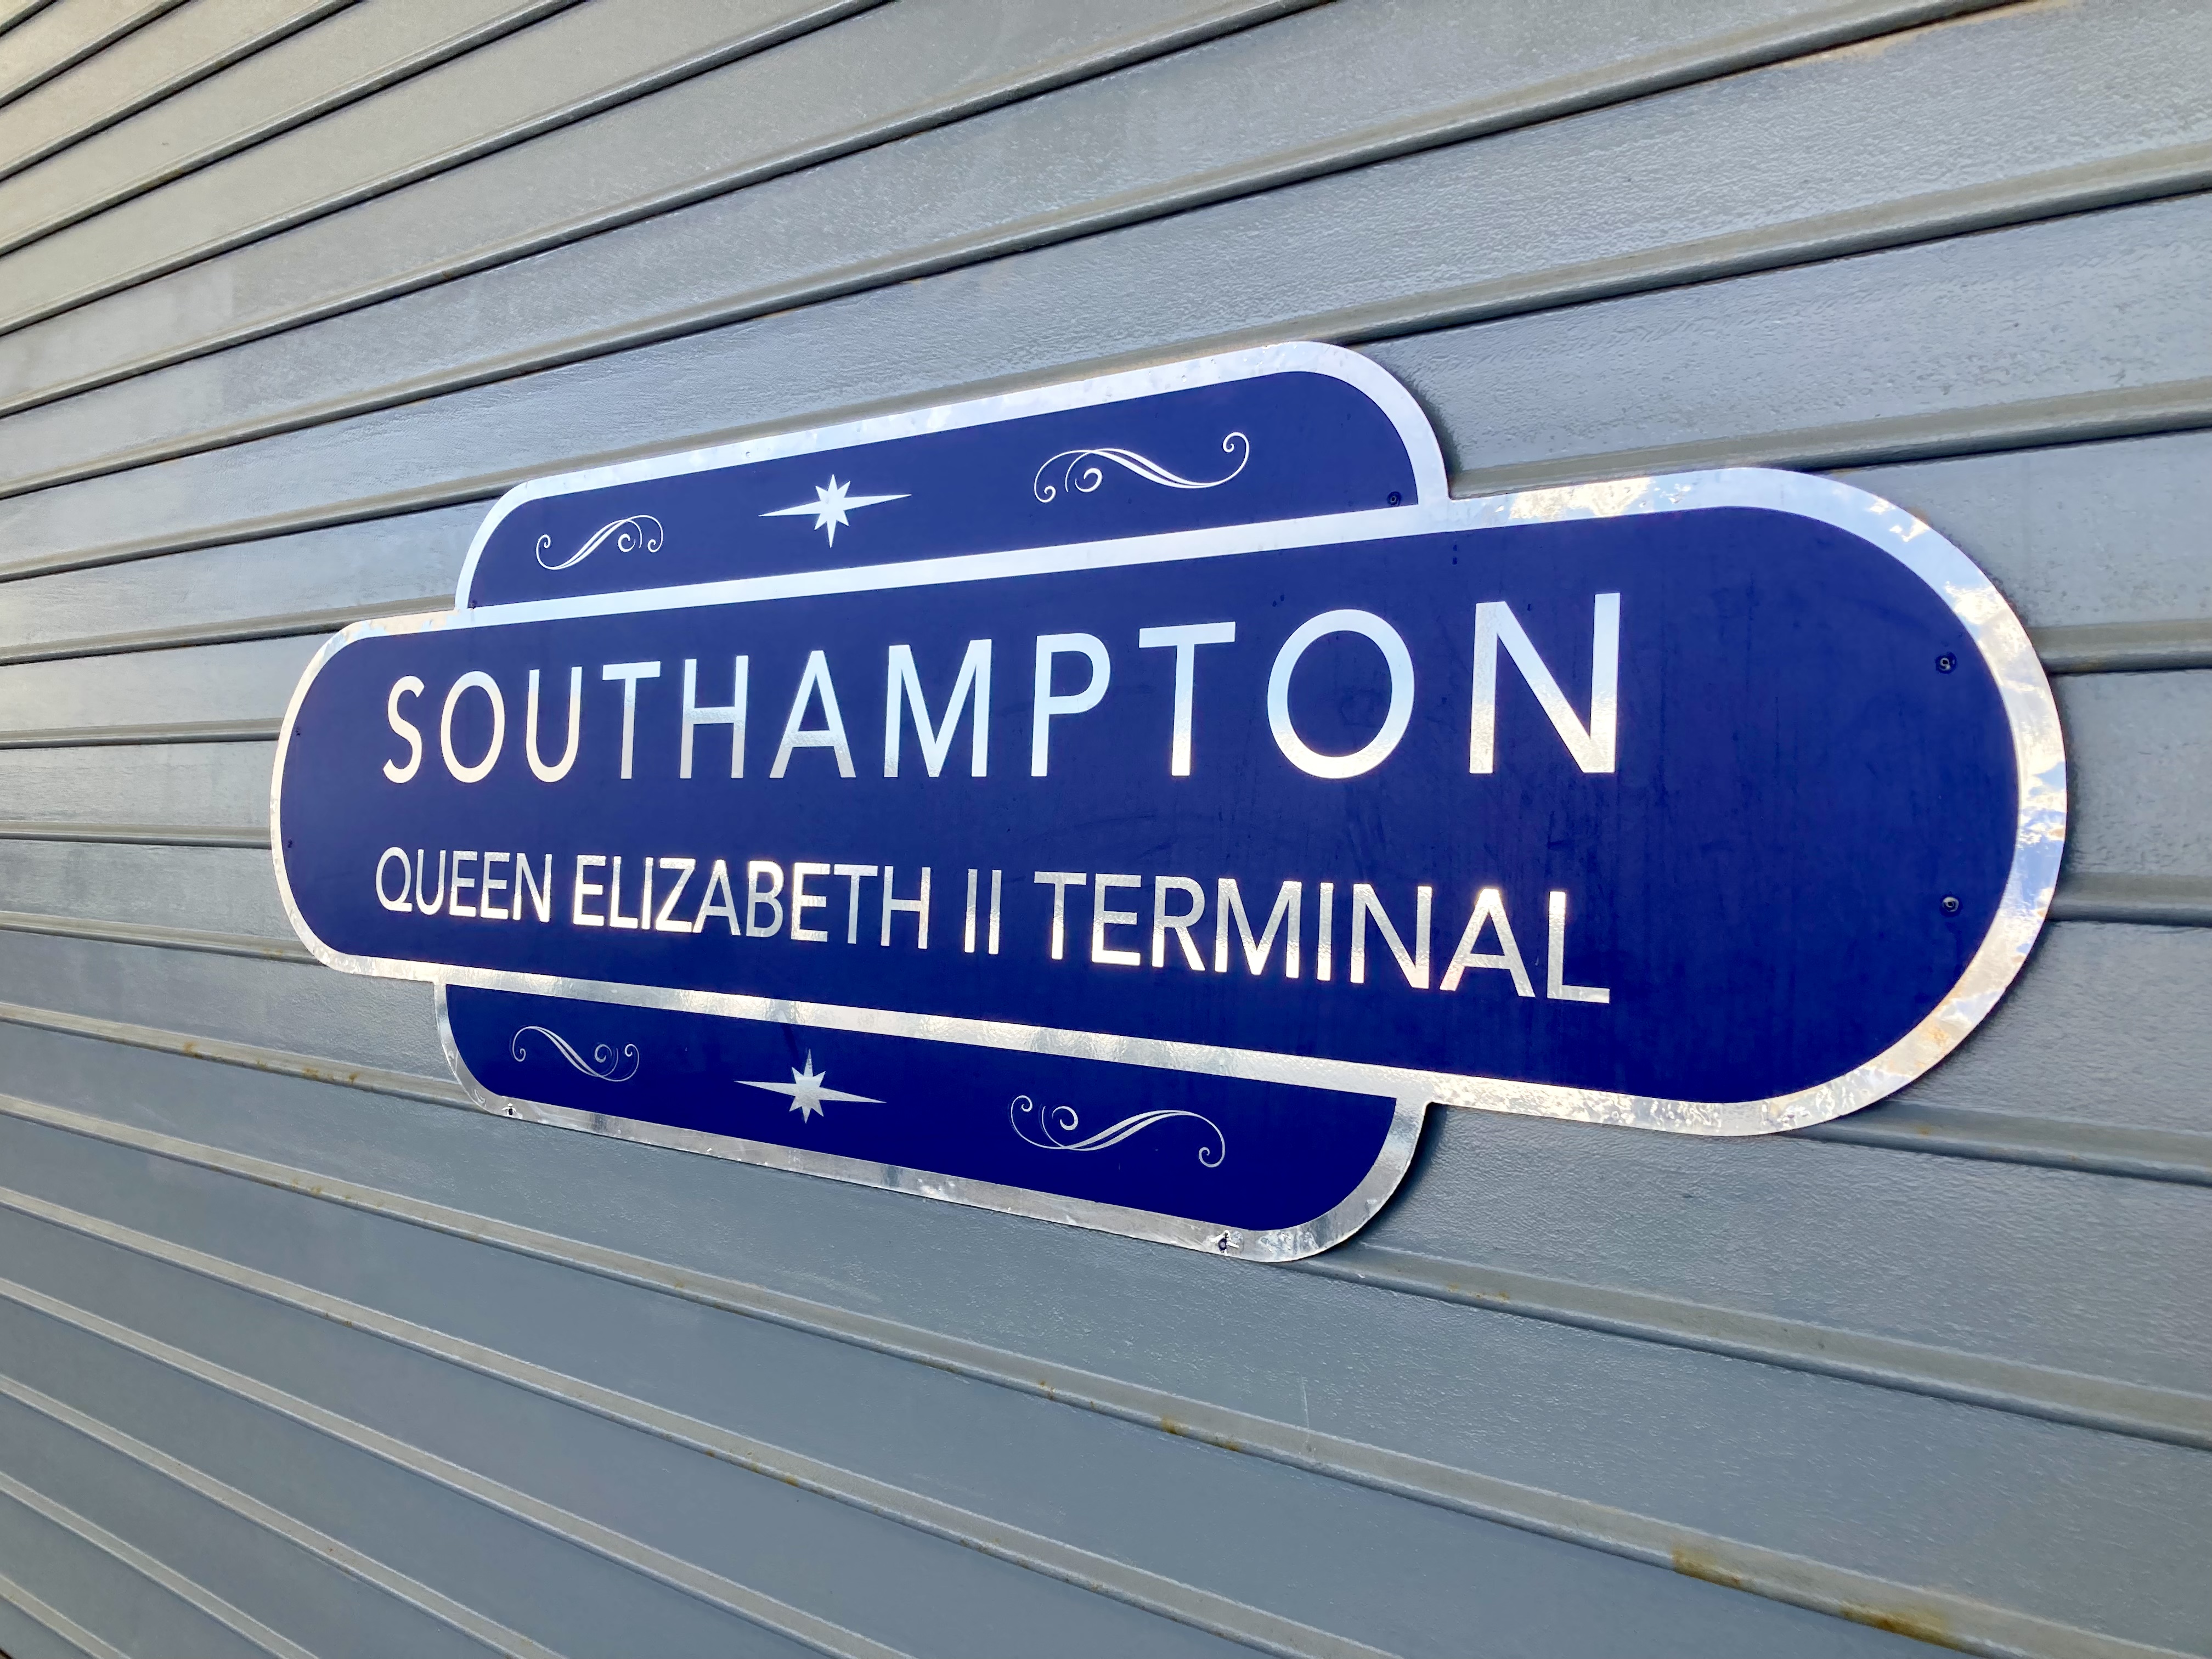 SOUTHAMPTON
QUEEN ELIZABETH II TERMINAL